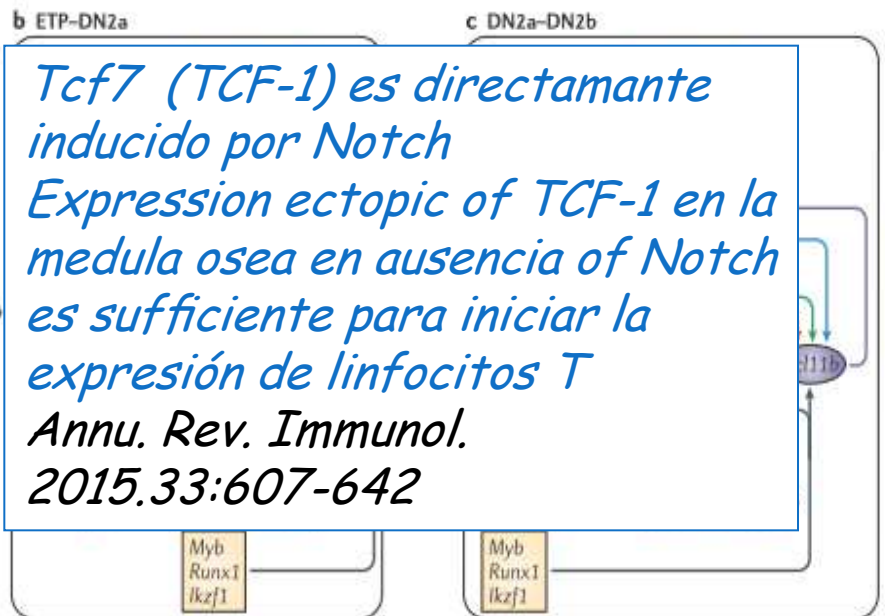 b ETP–DN2a
c DN2a–DN2b
Tcf7 (TCF-1) es directamante
inducido por Notch
Expression ectopic of TCF-1 en la
medula osea en ausencia of Notch
es sufficiente para iniciar la
expresión de linfocitos T
Annu. Rev. Immunol.
2015.33:607-642
Myb
Runx1
Ikzf1
Myb
Runx1
Ikzf1